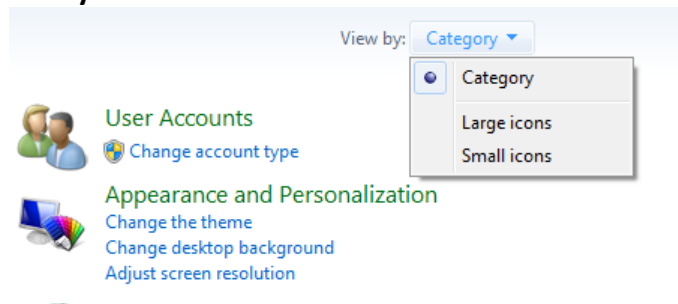 View by: Category
Category
Large icons
Small icons
User Accounts
Change account type
Appearance and Personalization
Change the theme
Change desktop background
Adjust screen resolution